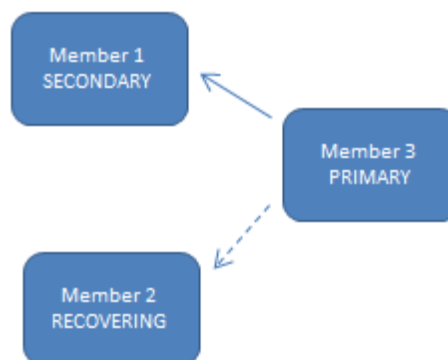 Member 1
SECONDARY
Member 3
PRIMARY
Member 2
RECOVERING